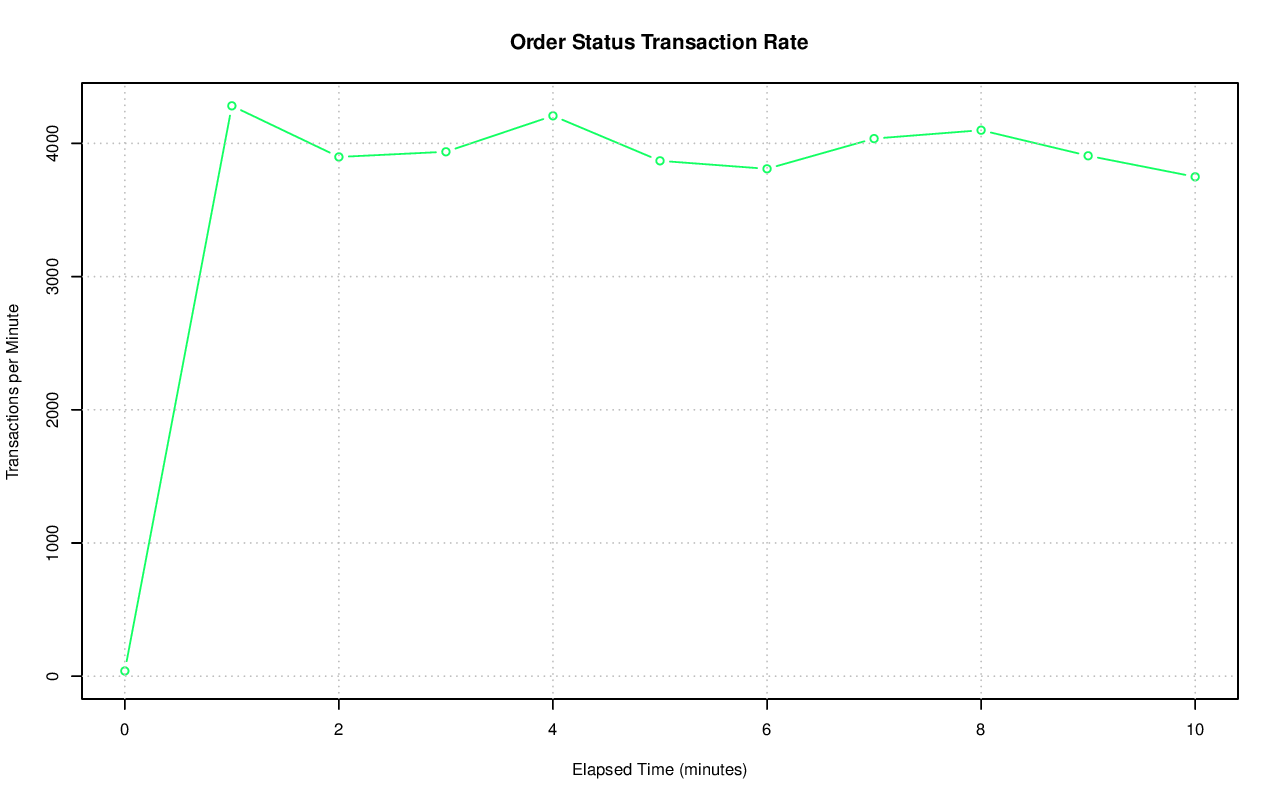 Order Status Transaction Rate
Transactions per Minute
4000
3000
2000
1000
0
0 2 4 6 8 10
Elapsed Time (minutes)